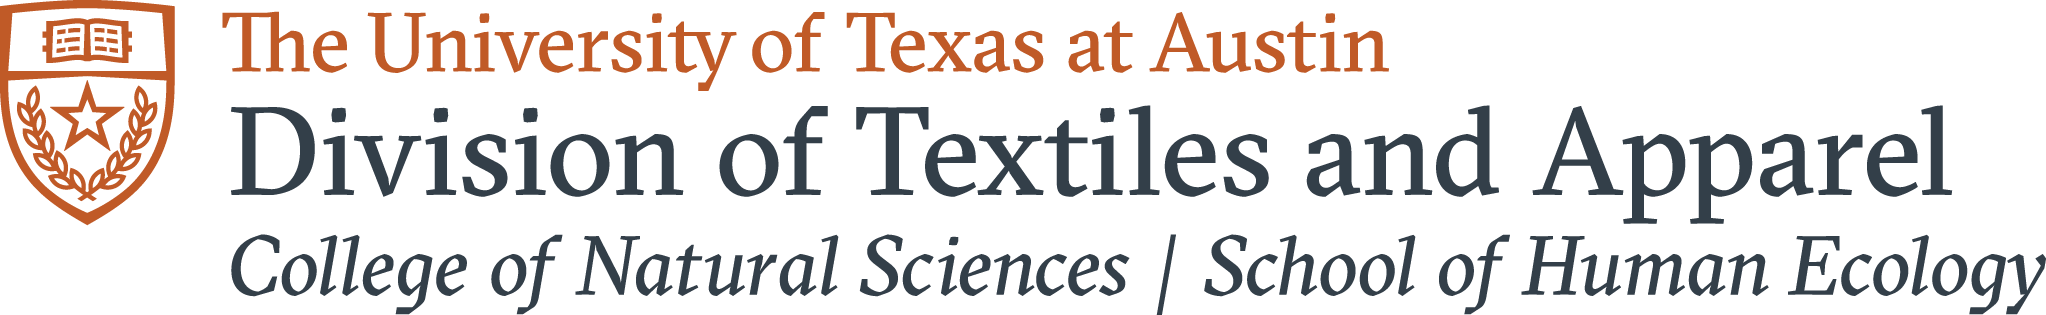 The University of Texas at Austin
Division of Textiles and Apparel
College of Natural Sciences | School of Human Ecology